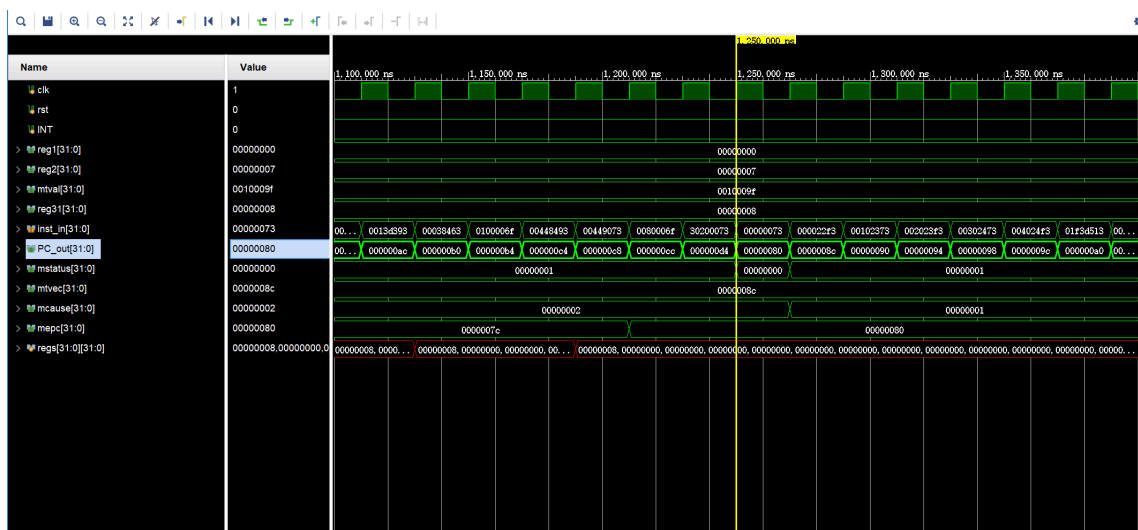 1,250.000 ns
Name Value
1,100.000 ns 1,150.000 ns 1,200.000 ns 1,250.000 ns 1,300.000 ns 1,350.000 ns
clk 1
rst 0
INT 0
reg1[31:0] 00000000 00000000
reg2[31:0] 00000007 00000007
mtval[31:0] 0010009f 0010009f
reg31[31:0] 00000008 00000008
inst_in[31:0] 00000073 00... 0013d393 00038463 0100006f 00448493 00449073 0080006f 30200073 00000073 000022f3 00102373 002023f3 00302473 004024f3 01f3d513 00...
PC_out[31:0] 00000080 00... 000000ac 000000b0 000000b4 000000c4 000000c8 000000cc 000000d4 00000080 0000008c 00000090 00000094 00000098 0000009c 000000a0 00...
mstatus[31:0] 00000000 00000001 00000000 00000001
mtvec[31:0] 0000008c 0000008c
mcause[31:0] 00000002 00000002 00000001
mepc[31:0] 00000080 0000007c 00000080
regs[31:0][31:0] 00000008,00000000,0 00000008, 0000... 00000008, 00000000, 00000000, 00... 00000008, 00000000, 00000000, 00000000, 00000000, 00000000, 00000000, 00000000, 00000000, 00000000, 00000000, 00000...